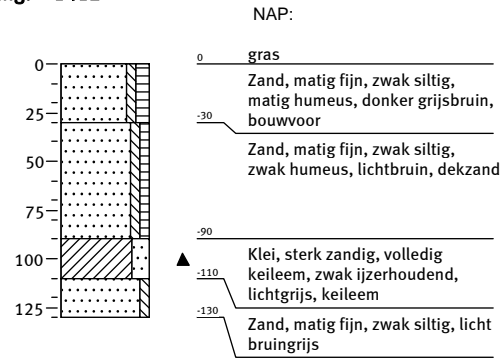 NAP:
0 gras
0
Zand, matig fijn, zwak siltig,
matig humeus, donker grijsbruin,
bouwvoor
25
-30
Zand, matig fijn, zwak siltig,
zwak humeus, lichtbruin, dekzand
50
75
-90
Klei, sterk zandig, volledig
keileem, zwak ijzerhoudend,
lichtgrijs, keileem
100
-110
Zand, matig fijn, zwak siltig, licht
bruingrijs
125
-130